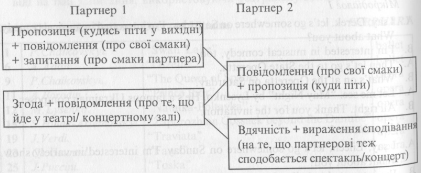 Партнер 1
Партнер 2
Пропозиція (кудись піти у вихідні)
+ повідомлення (про свої смаки)
+ запитання (про смаки партнера)
Повідомлення (про свої смаки)
+ пропозиція (куди піти)
Згода + повідомлення (про те, що
йде у театрі/ концертному залі)
Вдячність + вираження сподівання
(на те, що партнерові теж
сподобається спектакль/концерт)